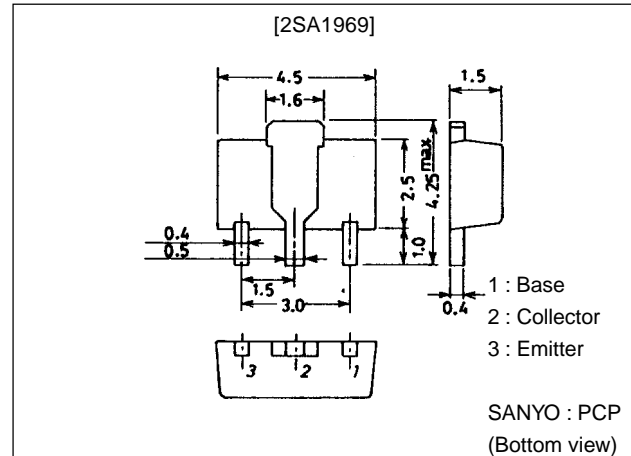 [2SA1969]
4.5
1.6
1.5
2.5
4.25max
1.0
0.4
0.5
1.5
3.0
0.4
1 : Base
2 : Collector
3 : Emitter
3 2 1
SANYO : PCP
(Bottom view)